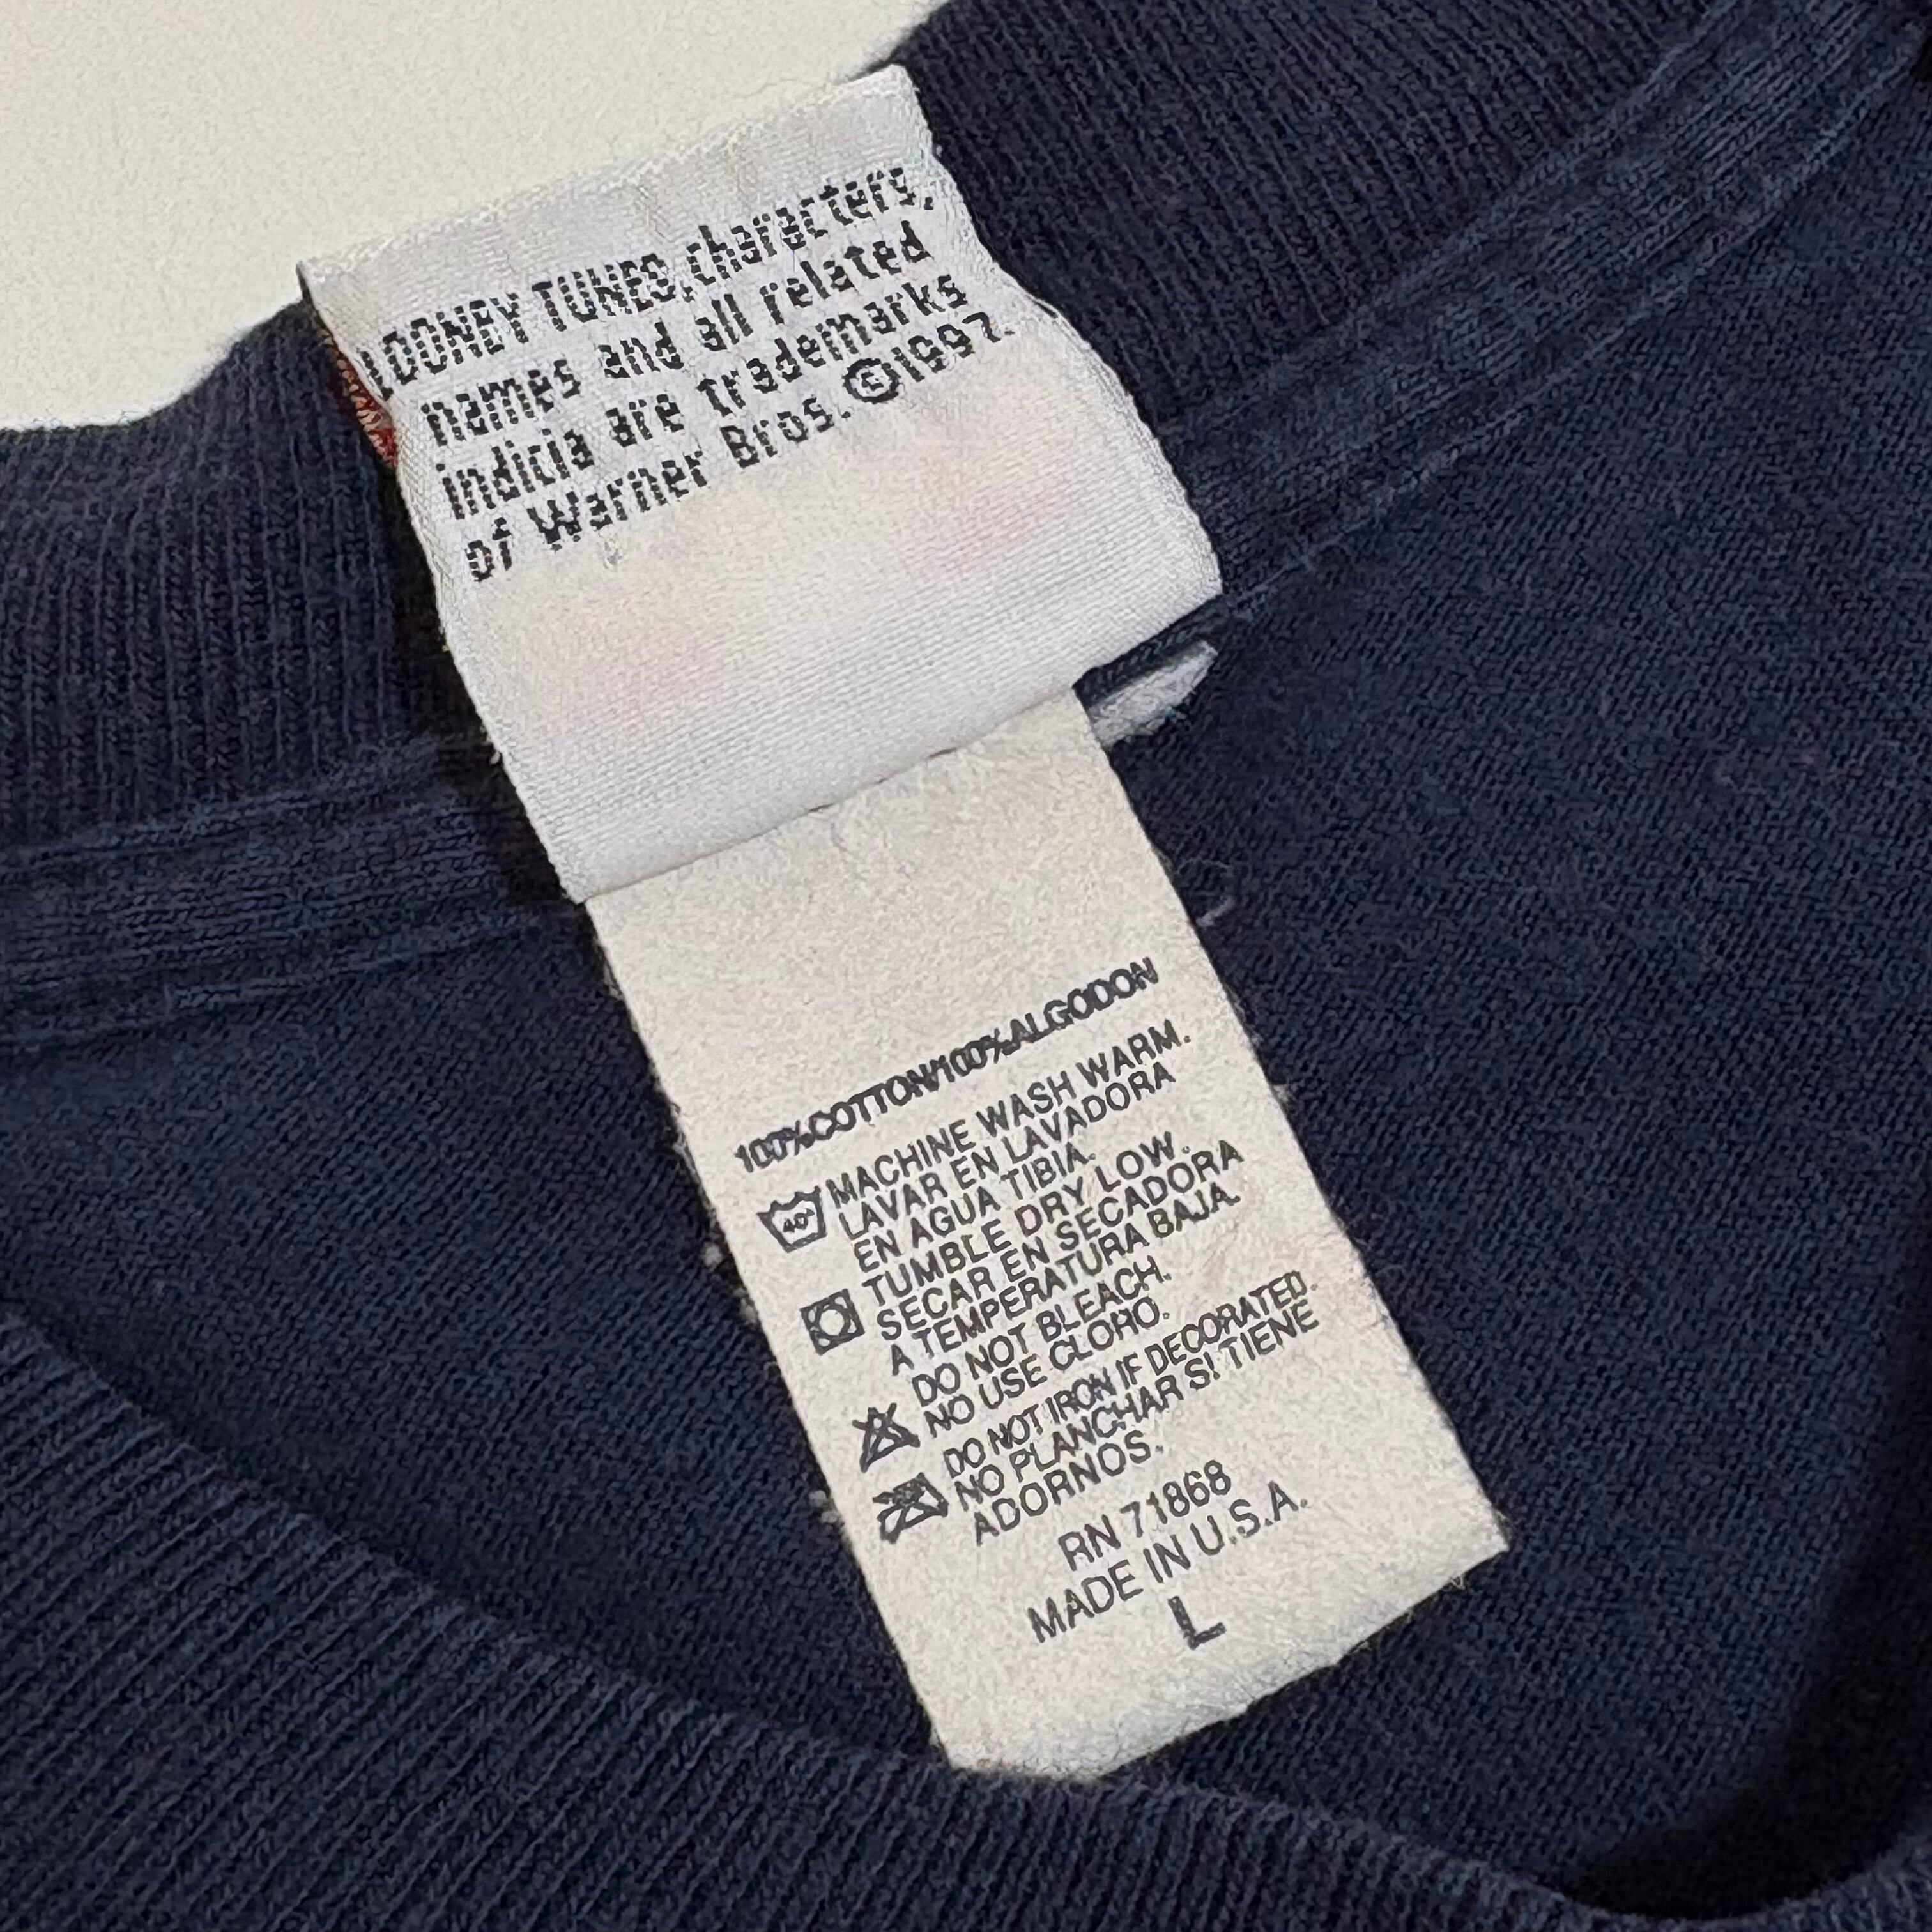 LOONEY TUNES, characters,
names and all related
indicia are trademarks
of Warner Bros. ©1997.
100%COTTON/100%ALGODON
MACHINE WASH WARM.
LAVAR EN LAVADORA
EN AGUA TIBIA.
40°
TUMBLE DRY LOW.
SECAR EN SECADORA
A TEMPERATURA BAJA.
DO NOT BLEACH.
NO USE CLORO.
DO NOT IRON IF DECORATED.
NO PLANCHAR SI TIENE
ADORNOS.
RN 71868
MADE IN U.S.A.
L